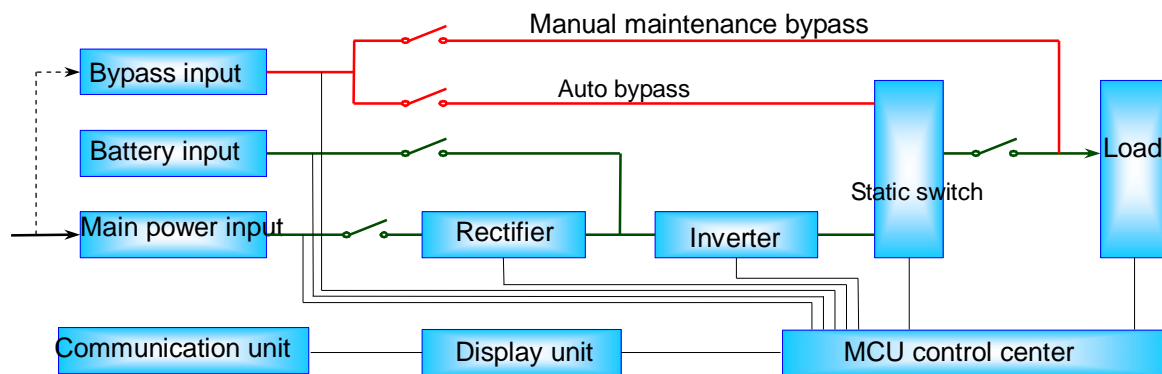 Manual maintenance bypass
Bypass input
Auto bypass
Battery input
Load
Static switch
Main power input
Rectifier
Inverter
Communication unit
Display unit
MCU control center